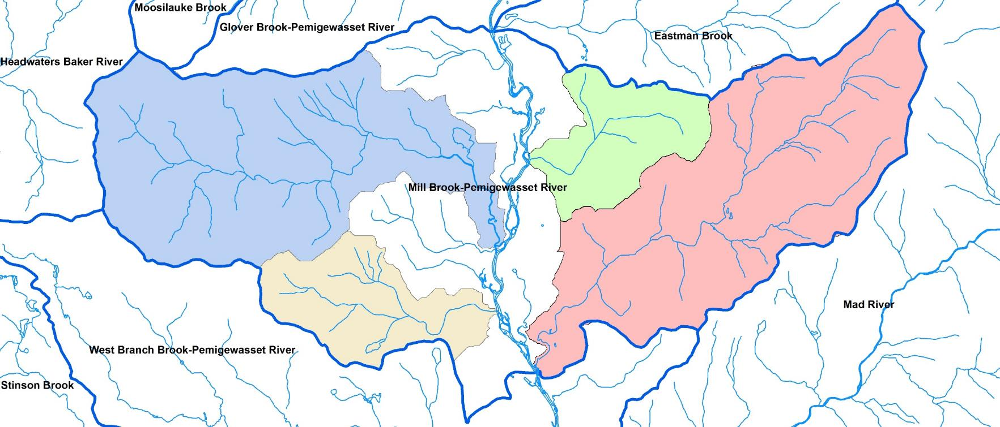 Moosilauke Brook
Glover Brook-Pemigewasset River
Eastman Brook
Headwaters Baker River
Mill Brook-Pemigewasset River
Mad River
West Branch Brook-Pemigewasset River
Stinson Brook